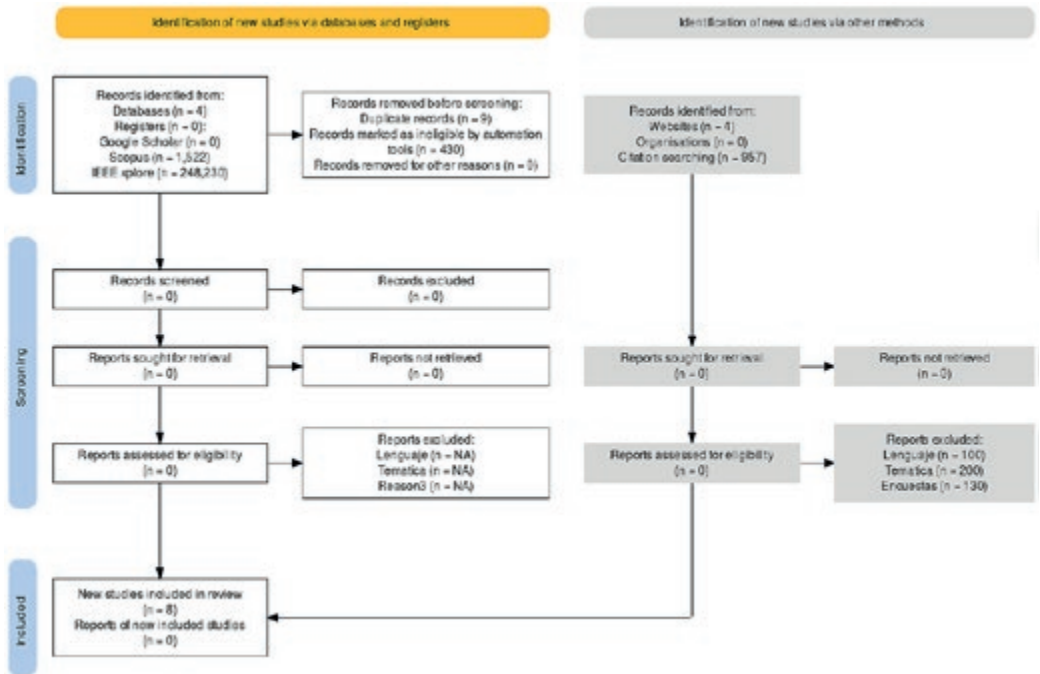 Identification of new studies via databases and registers
Identification of new studies via other methods
Identification
Records identified from:
Databases (n = 4)
Registers (n = 0):
Google Scholar (n = 0)
Scopus (n = 1,522)
IEEE xplore (n = 248,230)
Records removed before screening:
Duplicate records (n = 9)
Records marked as ineligible by automation
tools (n = 430)
Records removed for other reasons (n = 0)
Records identified from:
Websites (n = 4)
Organisations (n = 0)
Citation searching (n = 957)
Screening
Records screened
(n = 0)
Records excluded
(n = 0)
Reports sought for retrieval
(n = 0)
Reports not retrieved
(n = 0)
Reports sought for retrieval
(n = 0)
Reports not retrieved
(n = 0)
Reports assessed for eligibility
(n = 0)
Reports excluded:
Lenguaje (n = NA)
Tematica (n = NA)
Reason3 (n = NA)
Reports assessed for eligibility
(n = 0)
Reports excluded:
Lenguaje (n = 100)
Tematica (n = 200)
Encuestas (n = 130)
Included
New studies included in review
(n = 8)
Reports of new included studies
(n = 0)